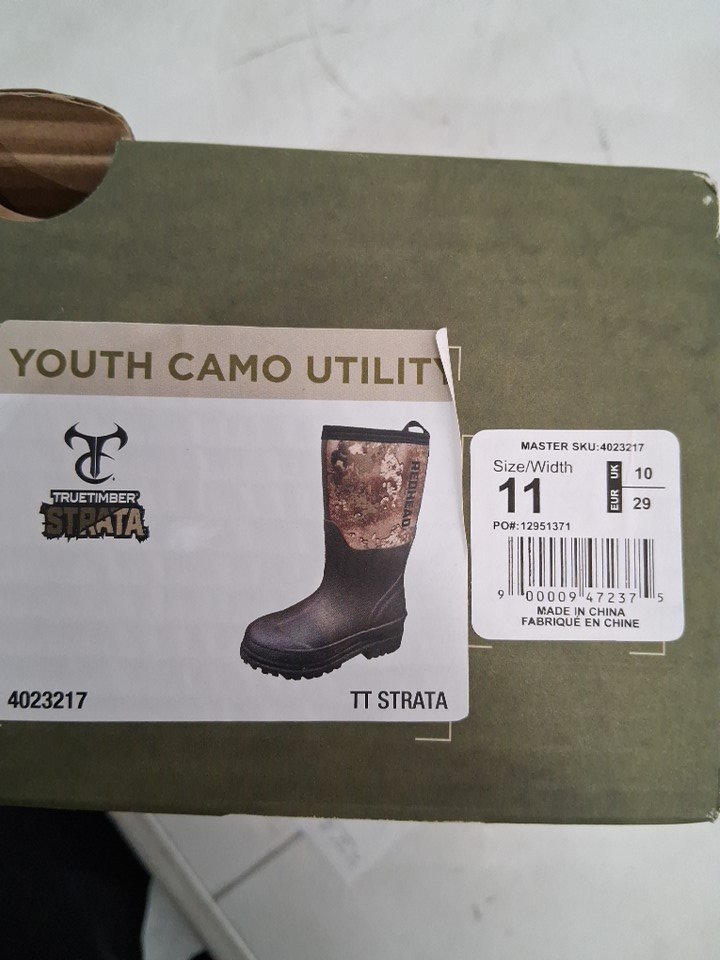 YOUTH CAMO UTILITY
TRUETIMBER
STRATA
REDHEAD
4023217
TT STRATA
MASTER SKU:4023217
Size/Width
11
UK 10
EUR 29
PO#:12951371
9 00009 47237 5
MADE IN CHINA
FABRIQUÉ EN CHINE